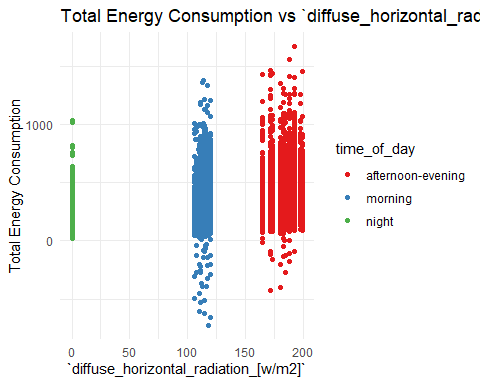 Total Energy Consumption vs `diffuse_horizontal_rad
Total Energy Consumption
1000
0
0
50
100
150
200
`diffuse_horizontal_radiation_[w/m2]`
time_of_day
afternoon-evening
morning
night